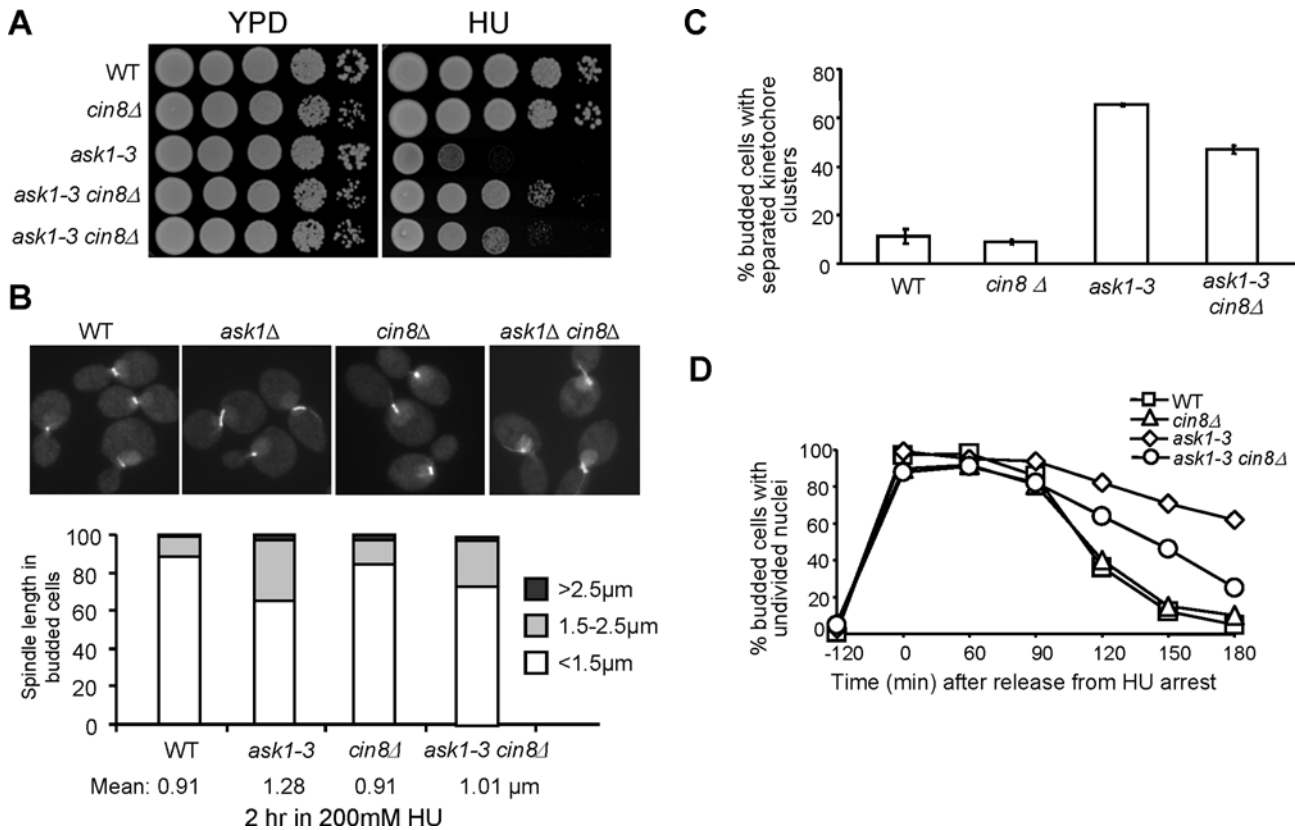 A
YPD
HU
WT
cin8Δ
ask1-3
ask1-3 cin8Δ
ask1-3 cin8Δ
B
WT
ask1Δ
cin8Δ
ask1Δ cin8Δ
Spindle length in
budded cells
100
80
60
40
20
0
>2.5µm
1.5-2.5µm
<1.5µm
WT
ask1-3
cin8Δ
ask1-3 cin8Δ
Mean: 0.91
1.28
0.91
1.01 µm
2 hr in 200mM HU
C
% budded cells with
separated kinetochore
clusters
80
60
40
20
0
WT
cin8 Δ
ask1-3
ask1-3
cin8Δ
D
WT
cin8Δ
ask1-3
ask1-3 cin8Δ
% budded cells with
undivided nuclei
100
80
60
40
20
0
-120
0
60
90
120
150
180
Time (min) after release from HU arrest